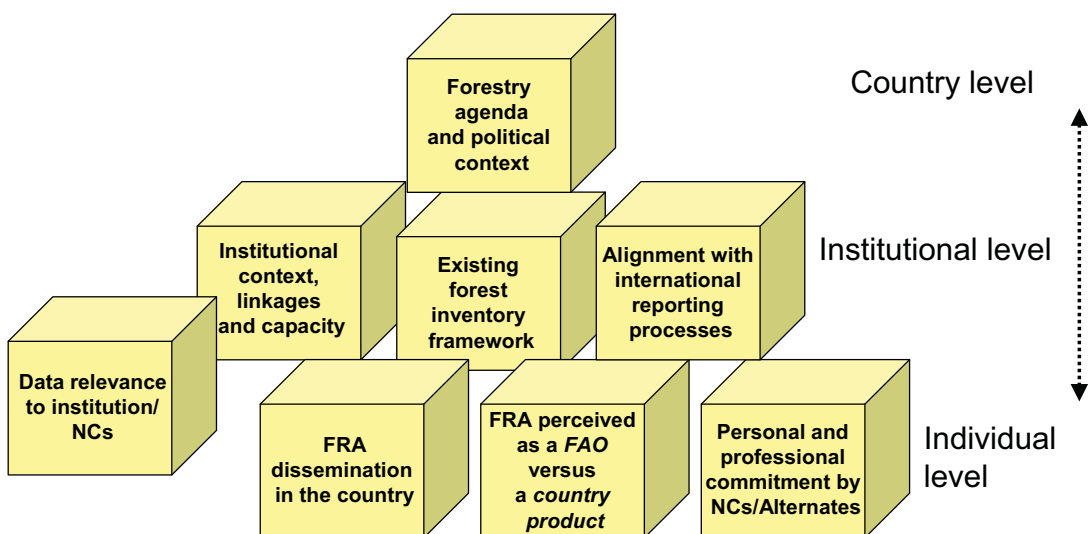 Forestry
agenda
and political
context
Country level
Institutional
context,
linkages
and capacity
Existing
forest
inventory
framework
Alignment with
international
reporting
processes
Institutional level
Data relevance
to institution/
NCs
FRA
dissemination
in the country
FRA perceived
as a FAO
versus
a country
product
Personal and
professional
commitment by
NCs/Alternates
Individual
level